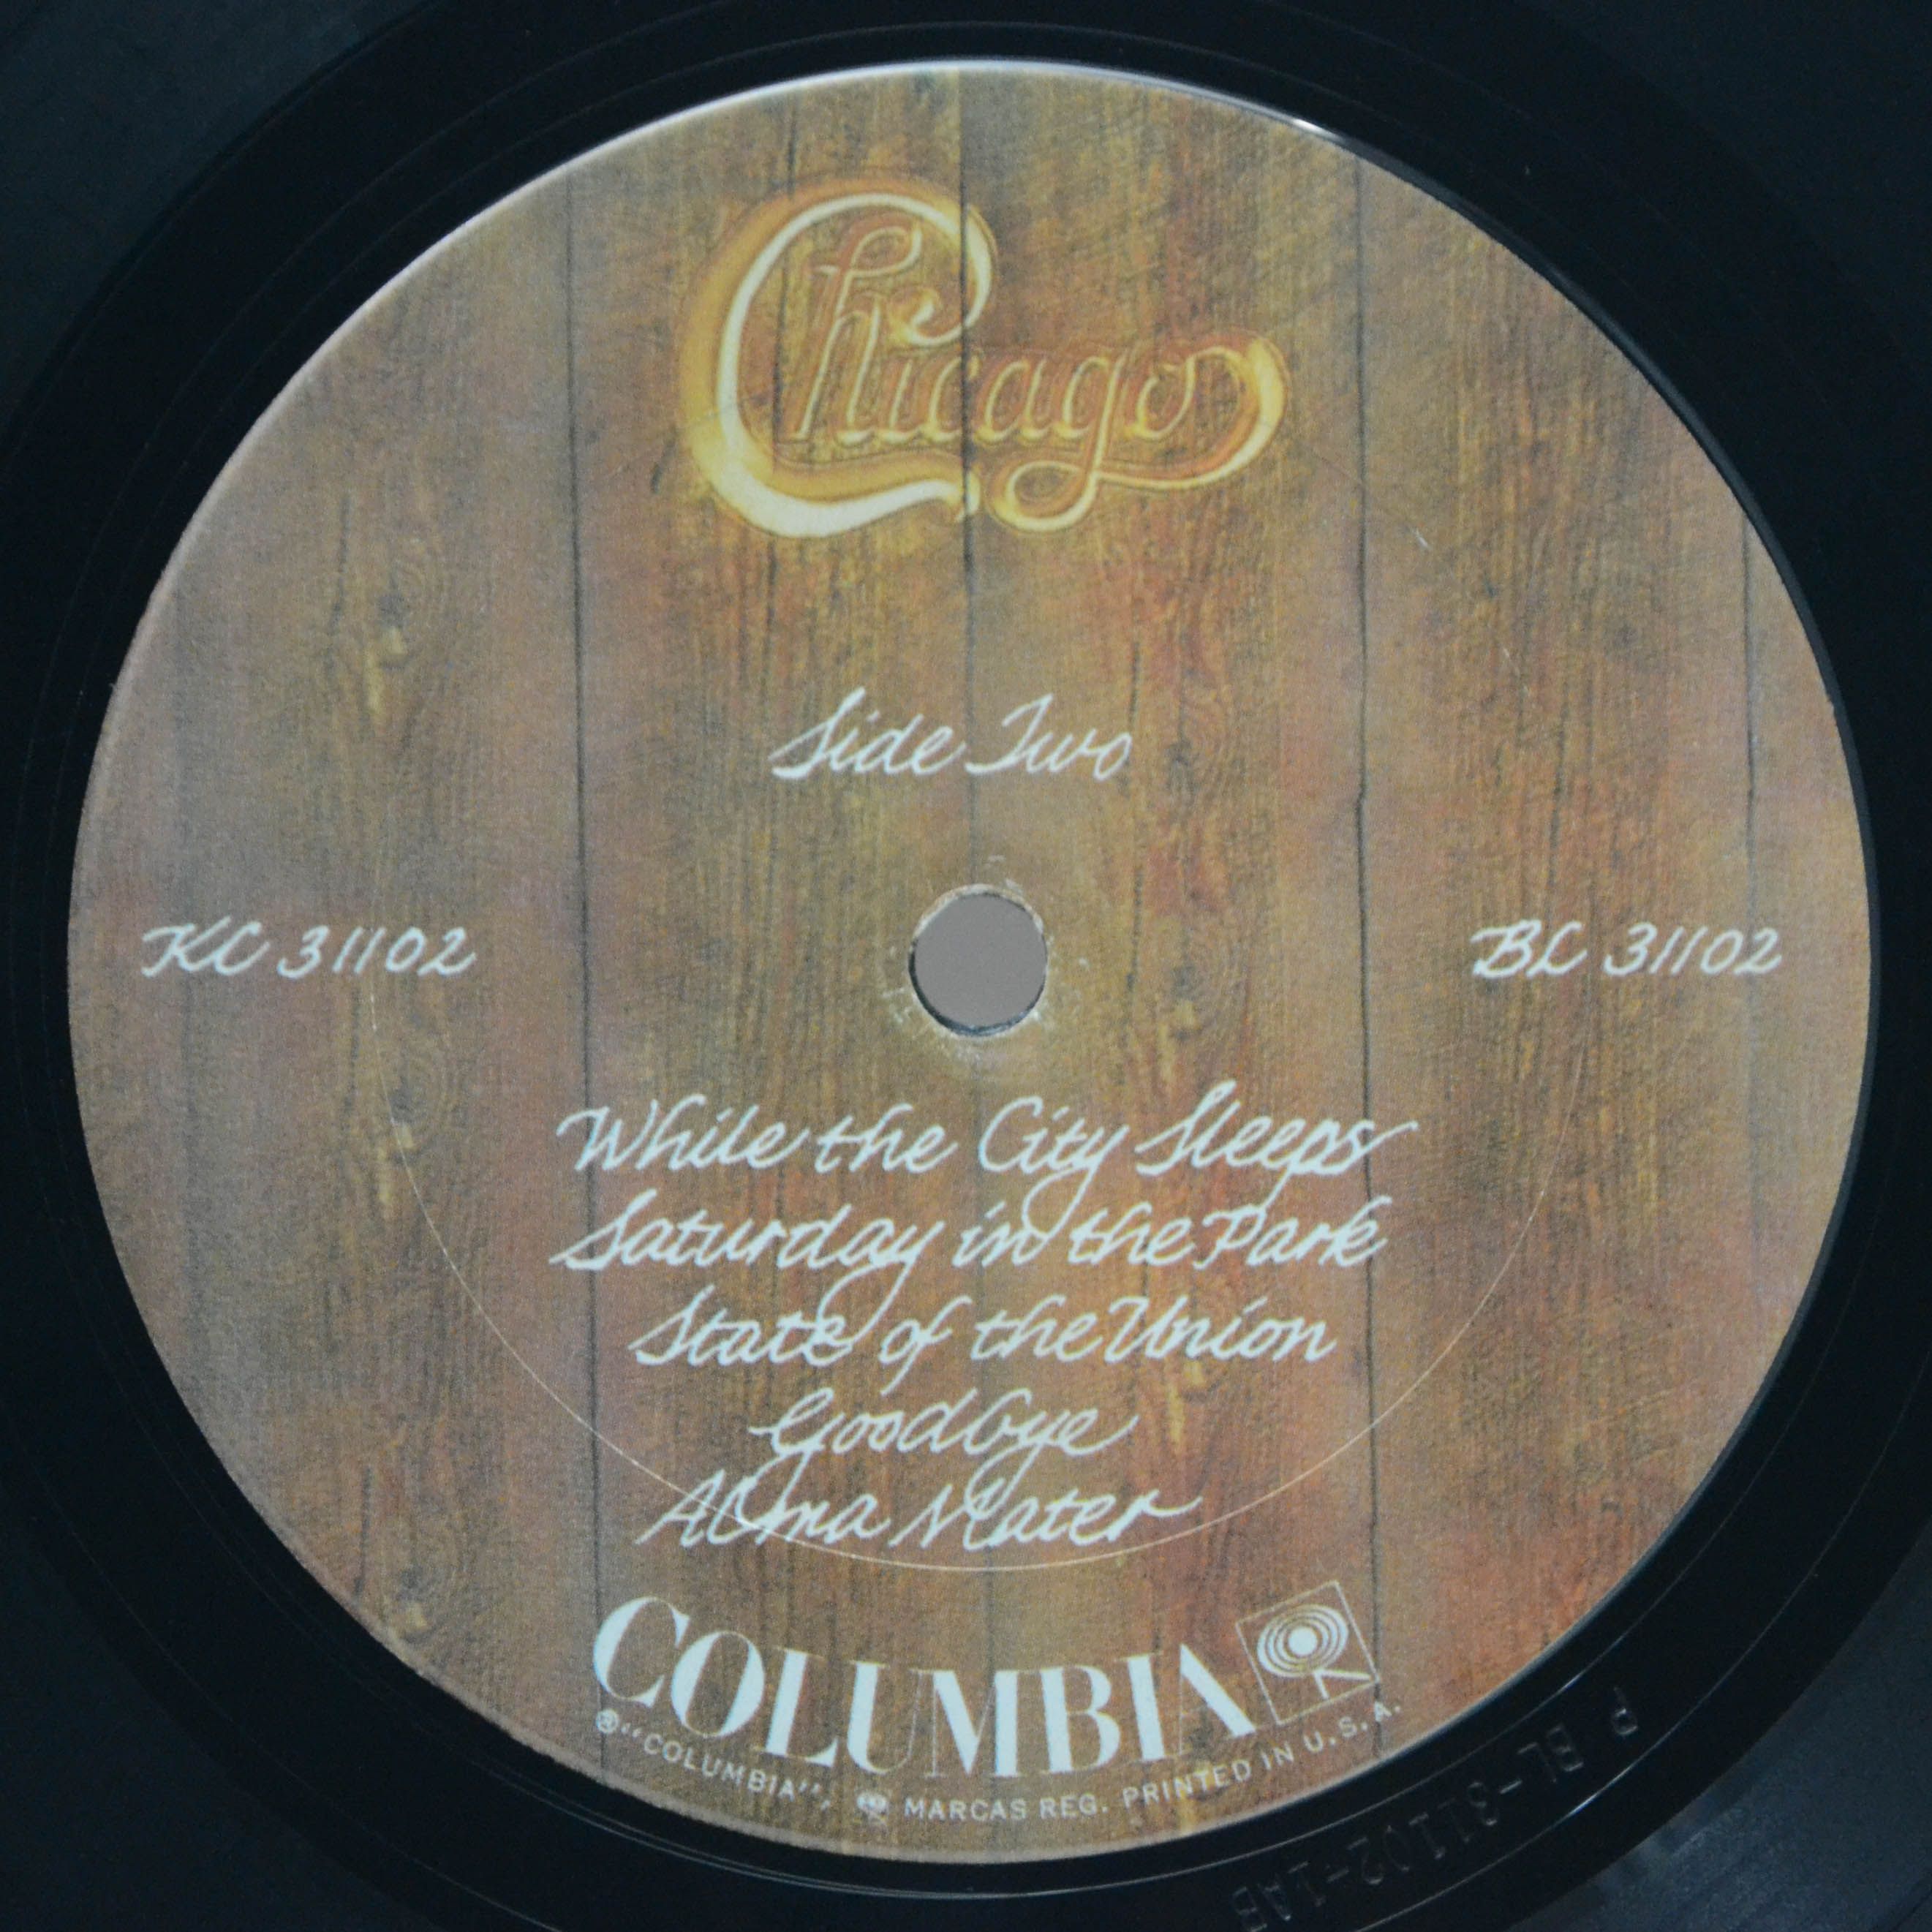 Chicago
Side Two
KC 31102
BL 31102
While the City Sleeps
Saturday in the Park
State of the Union
Goodbye
Alma Mater
COLUMBIA
® "COLUMBIA", MARCAS REG. PRINTED IN U.S.A.
P BL-31102-1AB